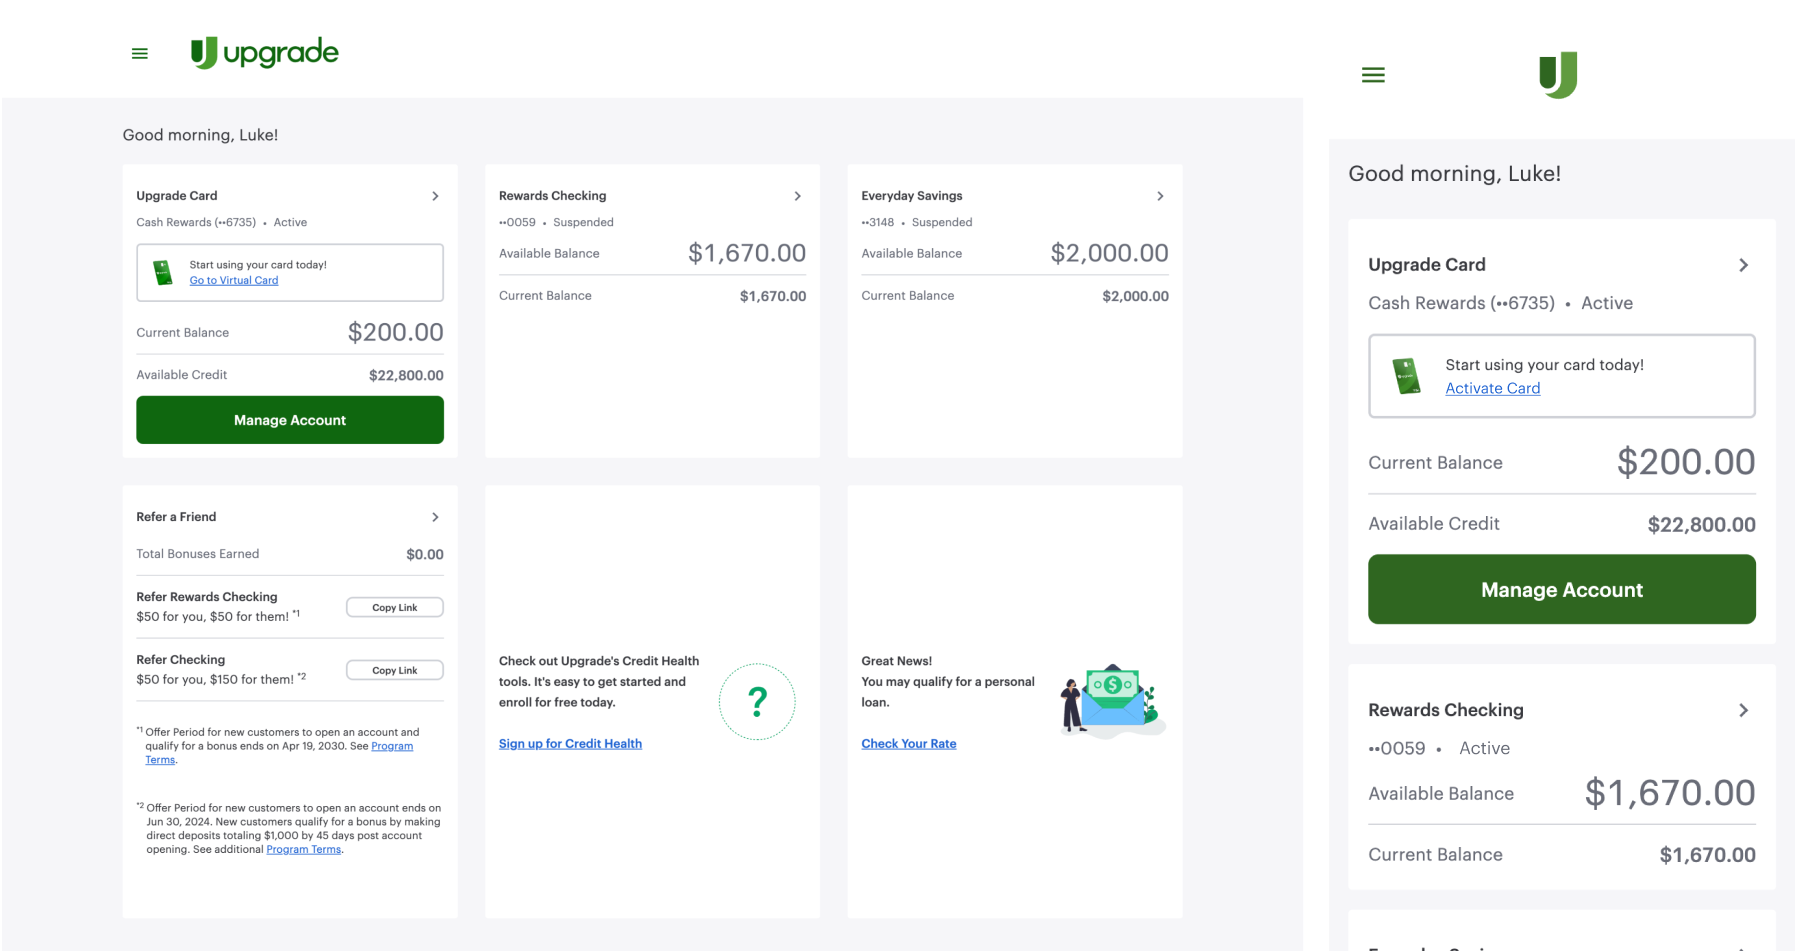 upgrade
Good morning, Luke!
Upgrade Card
Cash Rewards (••6735) • Active
Start using your card today!
Go to Virtual Card
Current Balance $200.00
Available Credit $22,800.00
Manage Account
Rewards Checking
••0059 • Suspended
Available Balance $1,670.00
Current Balance $1,670.00
Everyday Savings
••3148 • Suspended
Available Balance $2,000.00
Current Balance $2,000.00
Refer a Friend
Total Bonuses Earned $0.00
Refer Rewards Checking
$50 for you, $50 for them! *1
Copy Link
Refer Checking
$50 for you, $150 for them! *2
Copy Link
*1 Offer Period for new customers to open an account and
qualify for a bonus ends on Apr 19, 2030. See Program
Terms.
*2 Offer Period for new customers to open an account ends on
Jun 30, 2024. New customers qualify for a bonus by making
direct deposits totaling $1,000 by 45 days post account
opening. See additional Program Terms.
Check out Upgrade's Credit Health
tools. It's easy to get started and
enroll for free today.
Sign up for Credit Health
?
Great News!
You may qualify for a personal
loan.
Check Your Rate
$
Good morning, Luke!
Upgrade Card
Cash Rewards (••6735) • Active
Start using your card today!
Activate Card
Current Balance $200.00
Available Credit $22,800.00
Manage Account
Rewards Checking
••0059 • Active
Available Balance $1,670.00
Current Balance $1,670.00